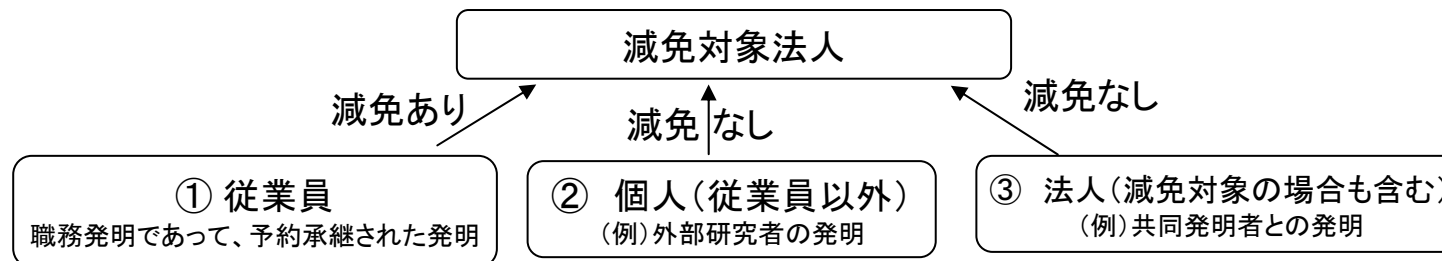 減免対象法人
減免あり
減免なし
減免なし
① 従業員
職務発明であって、予約承継された発明
② 個人(従業員以外)
(例)外部研究者の発明
③ 法人(減免対象の場合も含む)
(例)共同発明者との発明